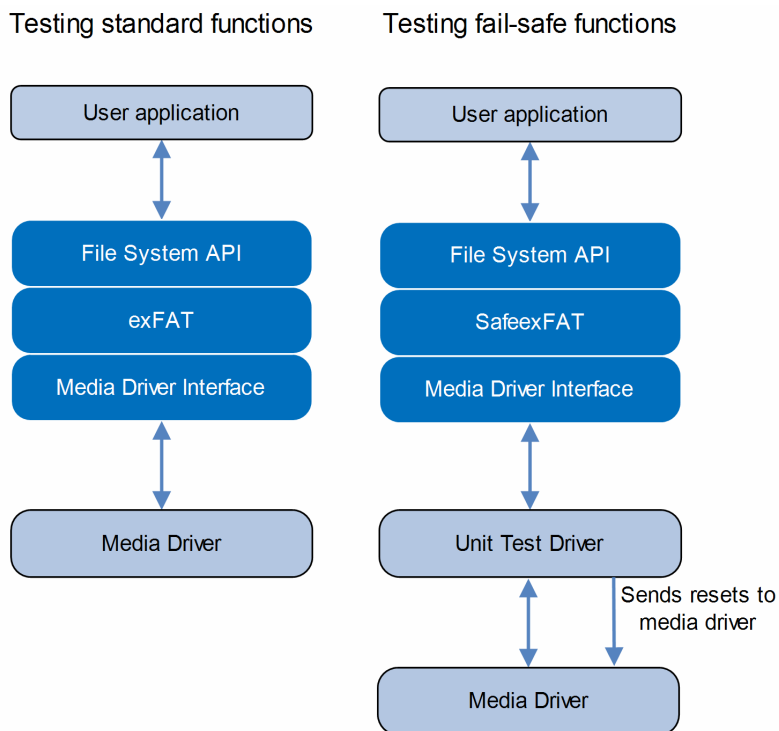 Testing standard functions
User application
File System API
exFAT
Media Driver Interface
Media Driver
Testing fail-safe functions
User application
File System API
SafeexFAT
Media Driver Interface
Unit Test Driver
Sends resets to
media driver
Media Driver